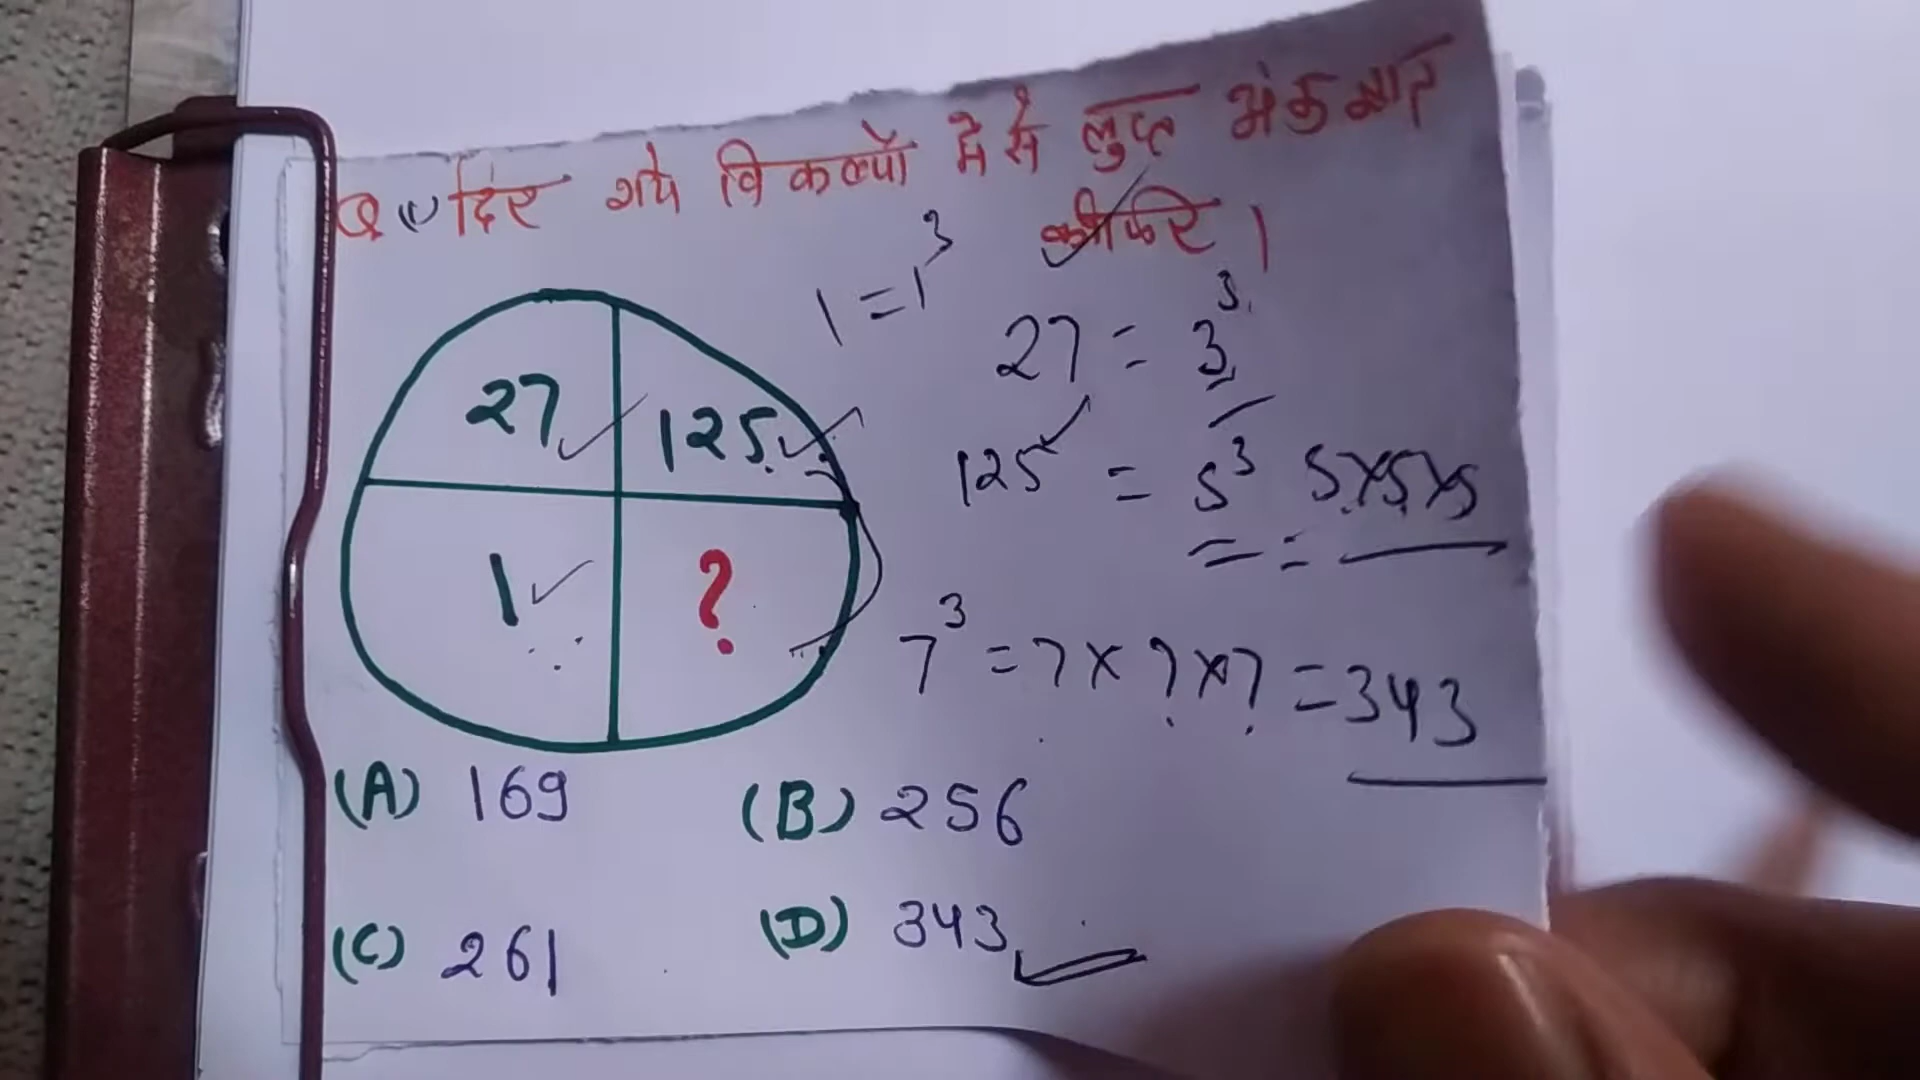 Q (1) दिए गये विकल्पों मे से लुप्त अंक ज्ञात
कीजिए ।
1 = 1³
27 = 3³
125 = 5³ 5×5×5
=
7³ = 7 × 7 × 7 = 343
27 125
1 ?
(A) 169 (B) 256
(C) 261 (D) 343